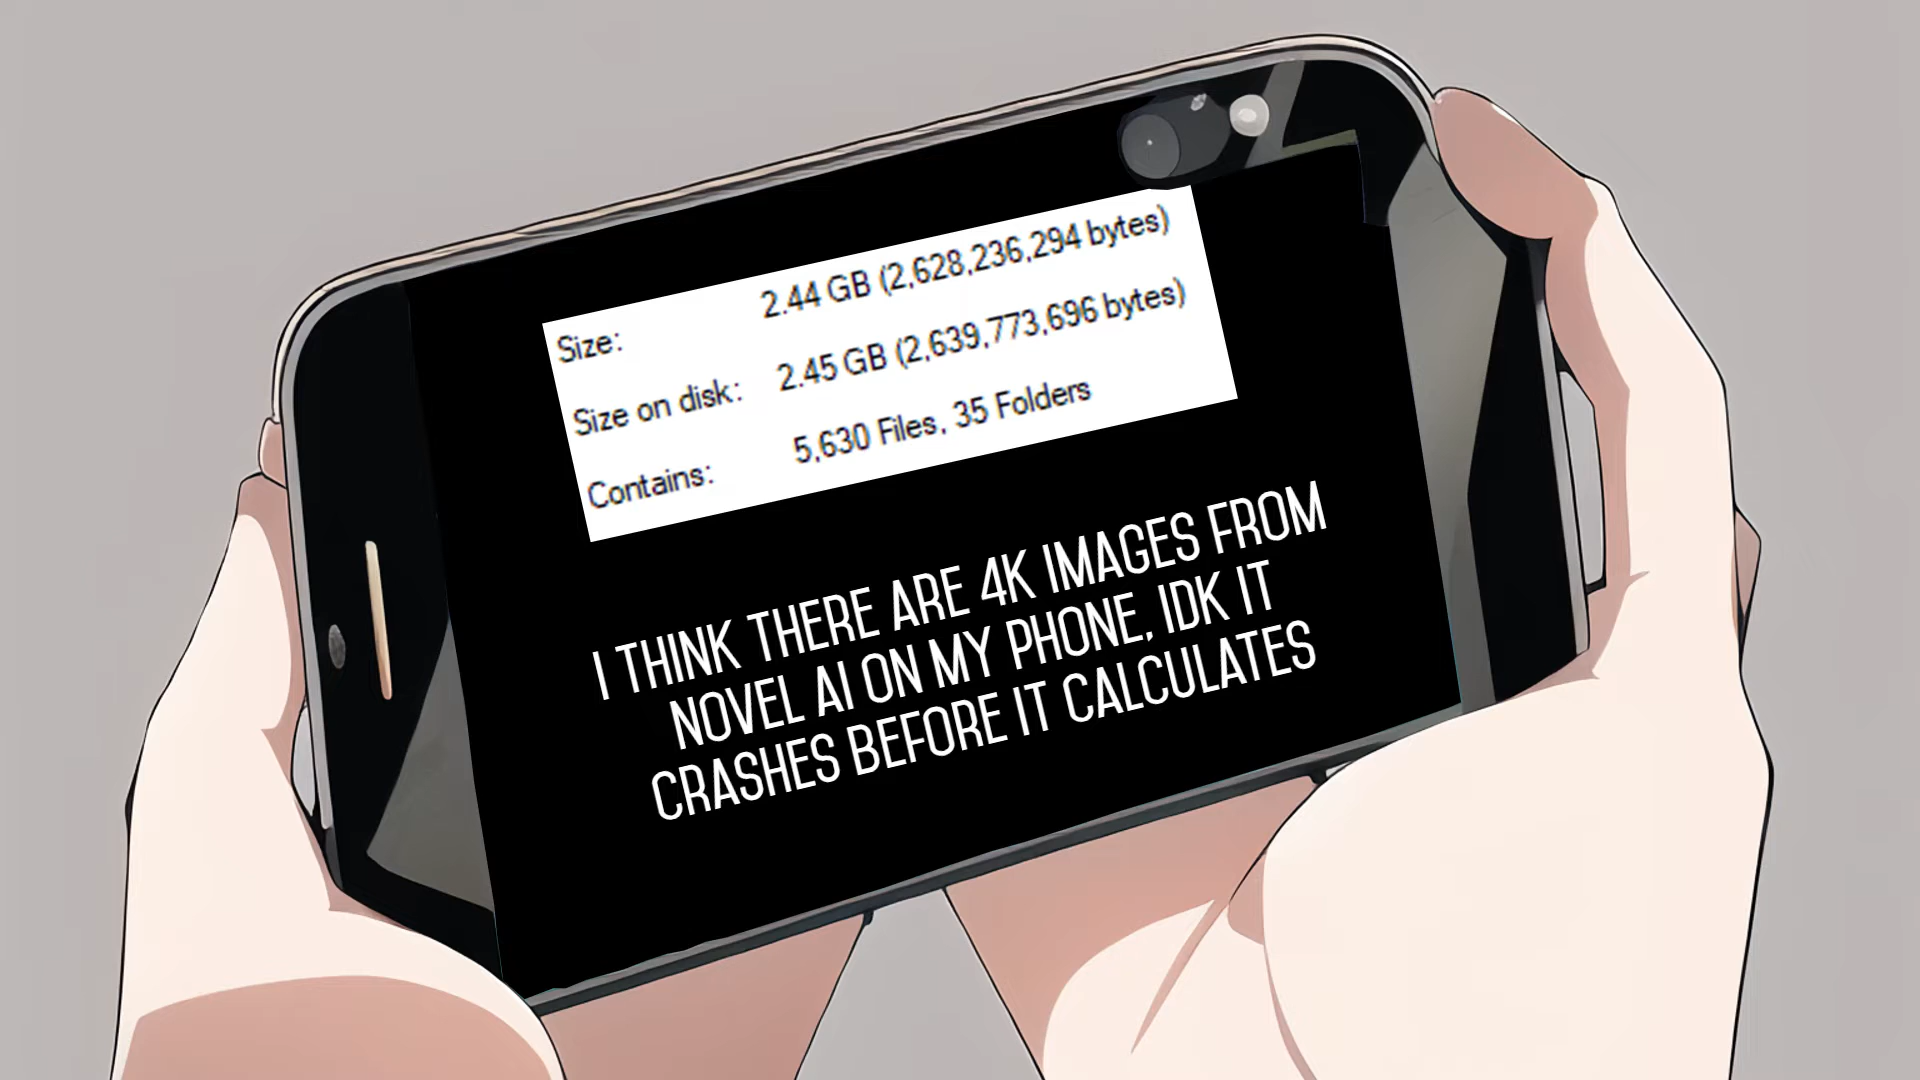 Size: 2.44 GB (2,628,236,294 bytes)
Size on disk: 2.45 GB (2,639,773,696 bytes)
Contains: 5,630 Files, 35 Folders
I THINK THERE ARE 4K IMAGES FROM
NOVEL AI ON MY PHONE, IDK IT
CRASHES BEFORE IT CALCULATES